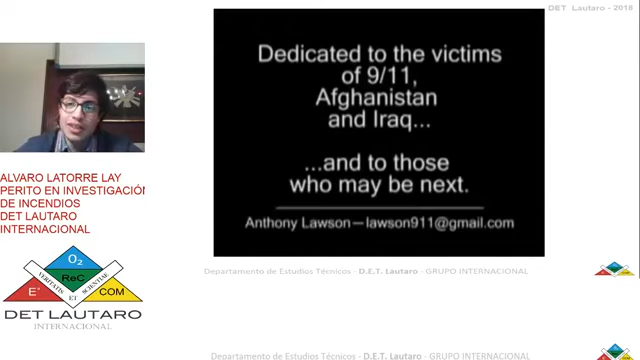 DET Lautaro - 2018
Dedicated to the victims
of 9/11,
Afghanistan
and Iraq...
...and to those
who may be next.
Anthony Lawson—lawson911@gmail.com
ALVARO LATORRE LAY
PERITO EN INVESTIGACIÓN
DE INCENDIOS
DET LAUTARO
INTERNACIONAL
O₂
VERITATIS
ReC
SCIENTIAE
E+
ET
COM
DET LAUTARO
INTERNACIONAL
Departamento de Estudios Técnicos - D.E.T. Lautaro - GRUPO INTERNACIONAL
Departamento de Estudios Técnicos - D.E.T. Lautaro - GRUPO INTERNACIONAL